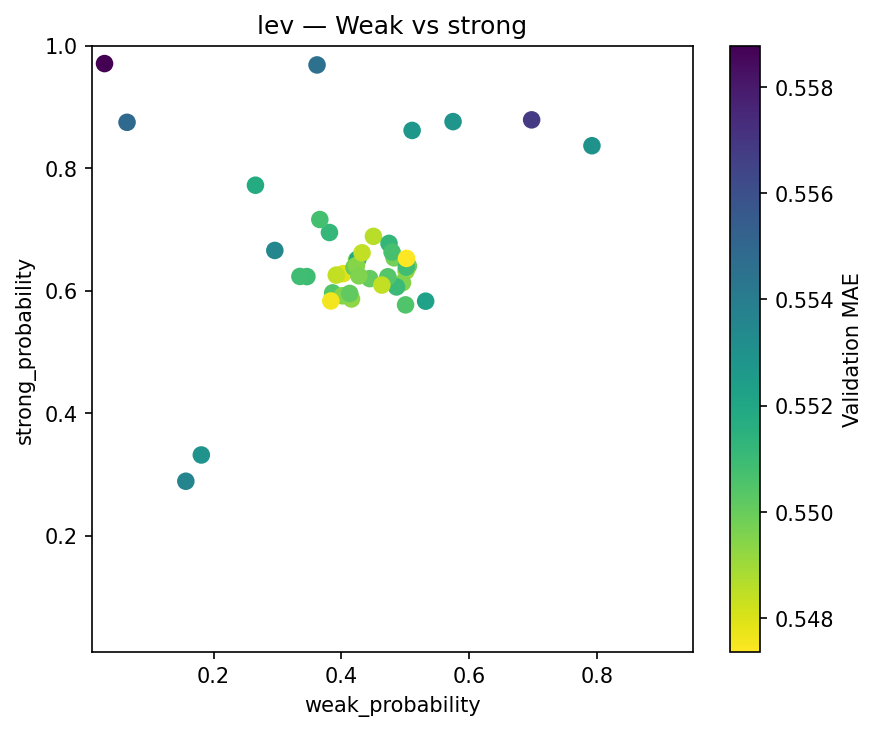 lev — Weak vs strong
1.0
0.8
0.6
0.4
0.2
strong_probability
0.2 0.4 0.6 0.8
weak_probability
0.558
0.556
0.554
0.552
0.550
0.548
Validation MAE